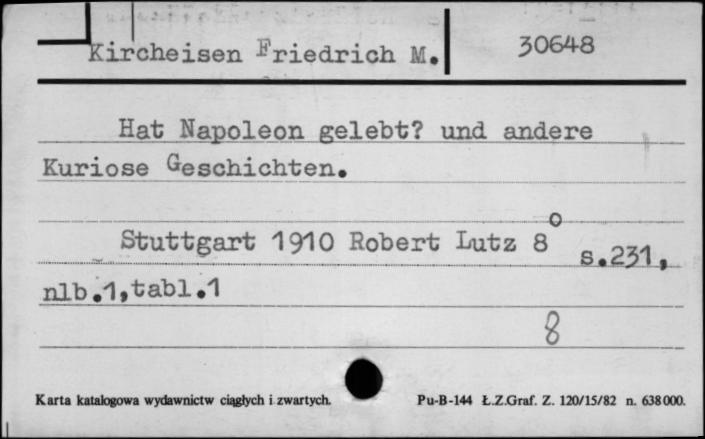 Kircheisen Friedrich M. 30648
Hat Napoleon gelebt? und andere
Kuriose Geschichten.
Stuttgart 1910 Robert Lutz 8° s.231,
nlb.1,tabl.1
8
Karta katalogowa wydawnictw ciągłych i zwartych. Pu-B-144 Ł.Z.Graf. Z. 120/15/82 n. 638000.